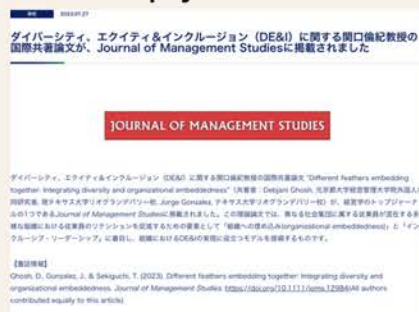 2023.01.27
ダイバーシティ、エクイティ＆インクルージョン（DE&I）に関する関口倫紀教授の
国際共著論文が、Journal of Management Studiesに掲載されました
JOURNAL OF MANAGEMENT STUDIES
ダイバーシティ、エクイティ＆インクルージョン（DE&I）に関する関口倫紀教授の国際共著論文 "Different feathers embedding
together: Integrating diversity and organizational embeddedness"（共著者：Debjani Ghosh, 元京都大学経営管理大学院外国人
同研究者, 現テキサス大学リオグランデバリー校, Jorge Gonzalez, テキサス大学リオグランデバリー校）が、経営学のトップジャーナ
ルの1つであるJournal of Management Studiesに掲載されました。この理論論文では、異なる社会集団に属する従業員が混在する多
様な組織における従業員のリテンションを促進するための要素として「組織への埋め込み(organizational embeddedness)」と「イン
クルーシブ・リーダーシップ」に着目し、組織におけるDE&Iの実現に役立つモデルを提唱するものです。
【書誌情報】
Ghosh, D., Gonzalez, J., & Sekiguchi, T. (2023). Different feathers embedding together: Integrating diversity and
organizational embeddedness. Journal of Management Studies. https://doi.org/10.1111/joms.12984(All authors
contributed equally to this article)